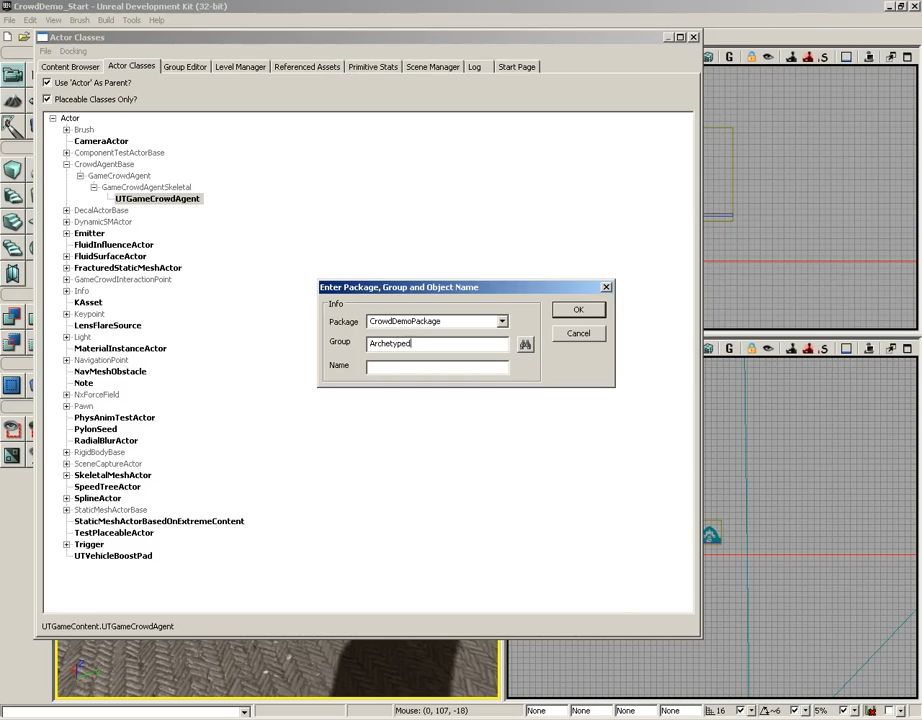 CrowdDemo_Start - Unreal Development Kit (32-bit)
File Edit View Brush Build Tools Help
Actor Classes
File Docking
Content Browser Actor Classes Group Editor Level Manager Referenced Assets Primitive Stats Scene Manager Log Start Page
Use 'Actor' As Parent?
Placeable Classes Only?
Actor
Brush
CameraActor
ComponentTestActorBase
CrowdAgentBase
GameCrowdAgent
GameCrowdAgentSkeletal
UTGameCrowdAgent
DecalActorBase
DynamicSMActor
Emitter
FluidInfluenceActor
FluidSurfaceActor
FracturedStaticMeshActor
GameCrowdInteractionPoint
Info
KAsset
Keypoint
LensFlareSource
Light
MaterialInstanceActor
NavigationPoint
NavMeshObstacle
Note
NxForceField
Pawn
PhysAnimTestActor
PylonSeed
RadialBlurActor
RigidBodyBase
SceneCaptureActor
SkeletalMeshActor
SpeedTreeActor
SplineActor
StaticMeshActorBase
StaticMeshActorBasedOnExtremeContent
TestPlaceableActor
Trigger
UTVehicleBoostPad
Enter Package, Group and Object Name
Info
Package CrowdDemoPackage
Group Archetyped
Name
OK
Cancel
G S
G S
UTGameContent.UTGameCrowdAgent
Z
Mouse: (0, 107, -18) None None None None 16 ~6 5%